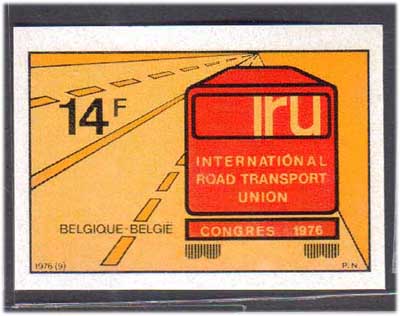 14F
iru
INTERNATIONAL
ROAD TRANSPORT
UNION
BELGIQUE-BELGIË
CONGRES 1976
1976 (9)
P.N.